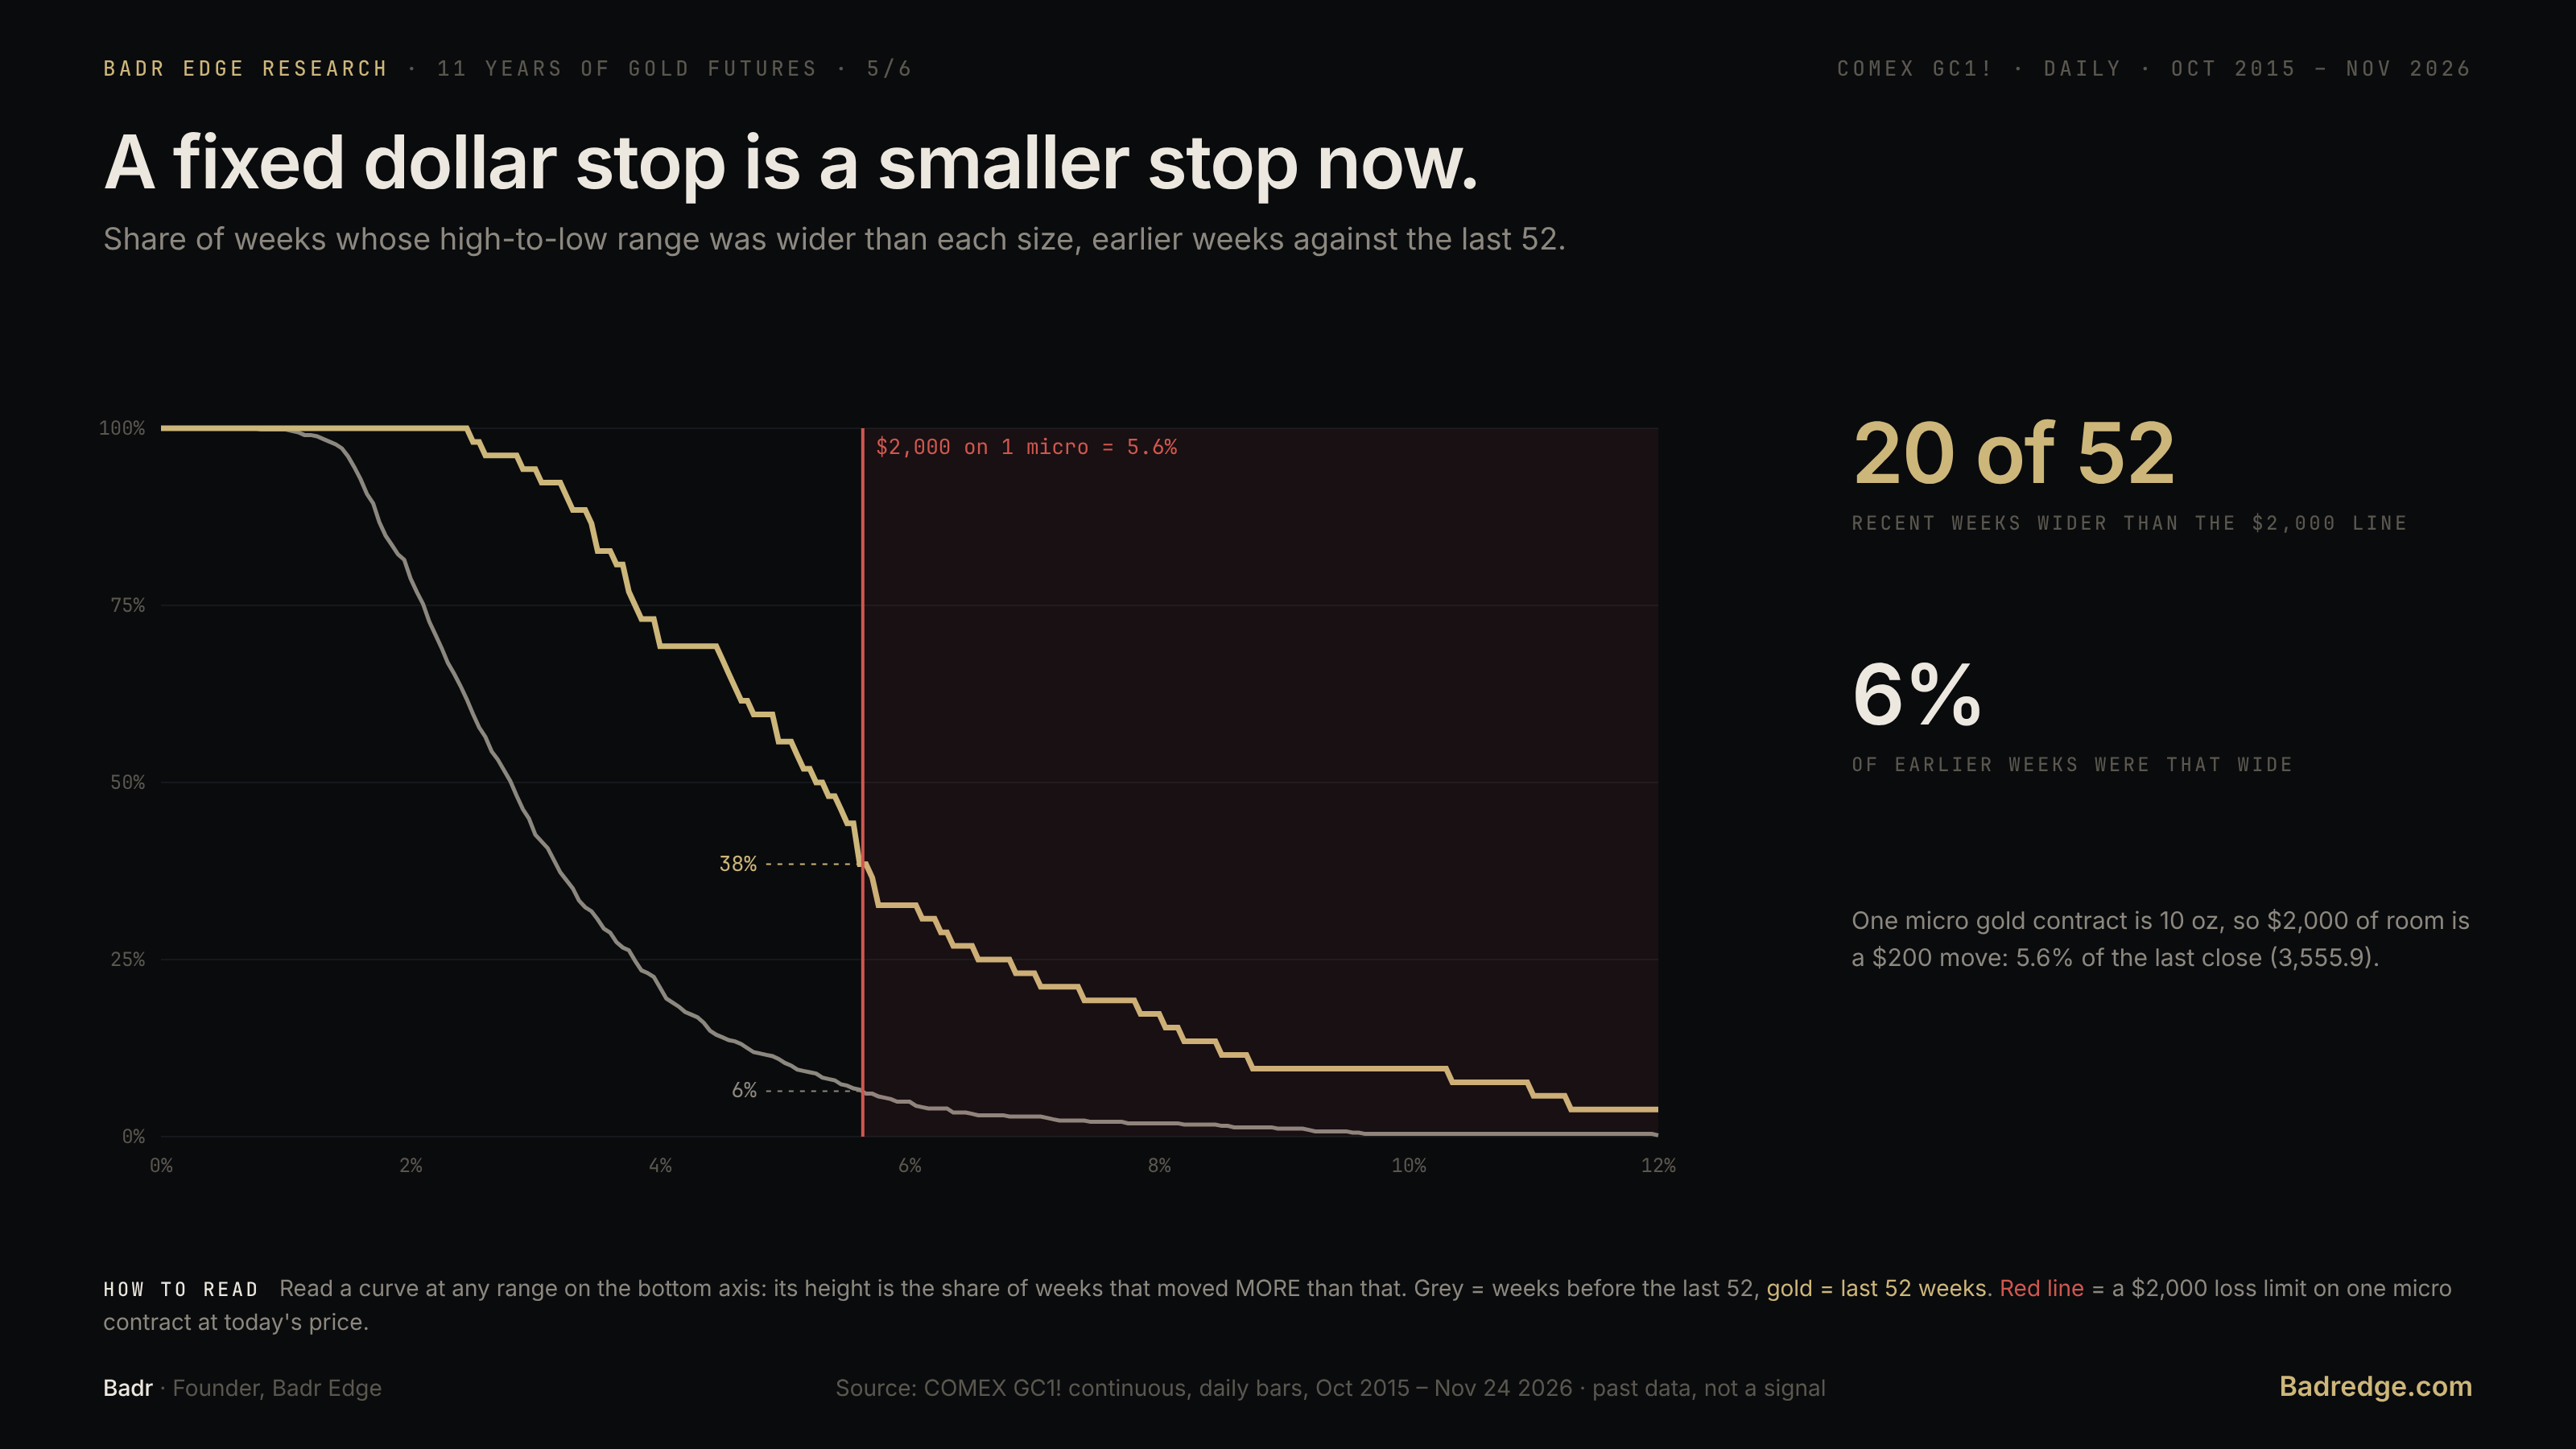 BADR EDGE RESEARCH · 11 YEARS OF GOLD FUTURES · 5/6
COMEX GC1! · DAILY · OCT 2015 – NOV 2026
A fixed dollar stop is a smaller stop now.
Share of weeks whose high-to-low range was wider than each size, earlier weeks against the last 52.
100%
75%
50%
25%
0%
$2,000 on 1 micro = 5.6%
38%
6%
0%
2%
4%
6%
8%
10%
12%
20 of 52
RECENT WEEKS WIDER THAN THE $2,000 LINE
6%
OF EARLIER WEEKS WERE THAT WIDE
One micro gold contract is 10 oz, so $2,000 of room is
a $200 move: 5.6% of the last close (3,555.9).
HOW TO READ Read a curve at any range on the bottom axis: its height is the share of weeks that moved MORE than that. Grey = weeks before the last 52, gold = last 52 weeks. Red line = a $2,000 loss limit on one micro
contract at today's price.
Badr · Founder, Badr Edge
Source: COMEX GC1! continuous, daily bars, Oct 2015 – Nov 24 2026 · past data, not a signal
Badredge.com